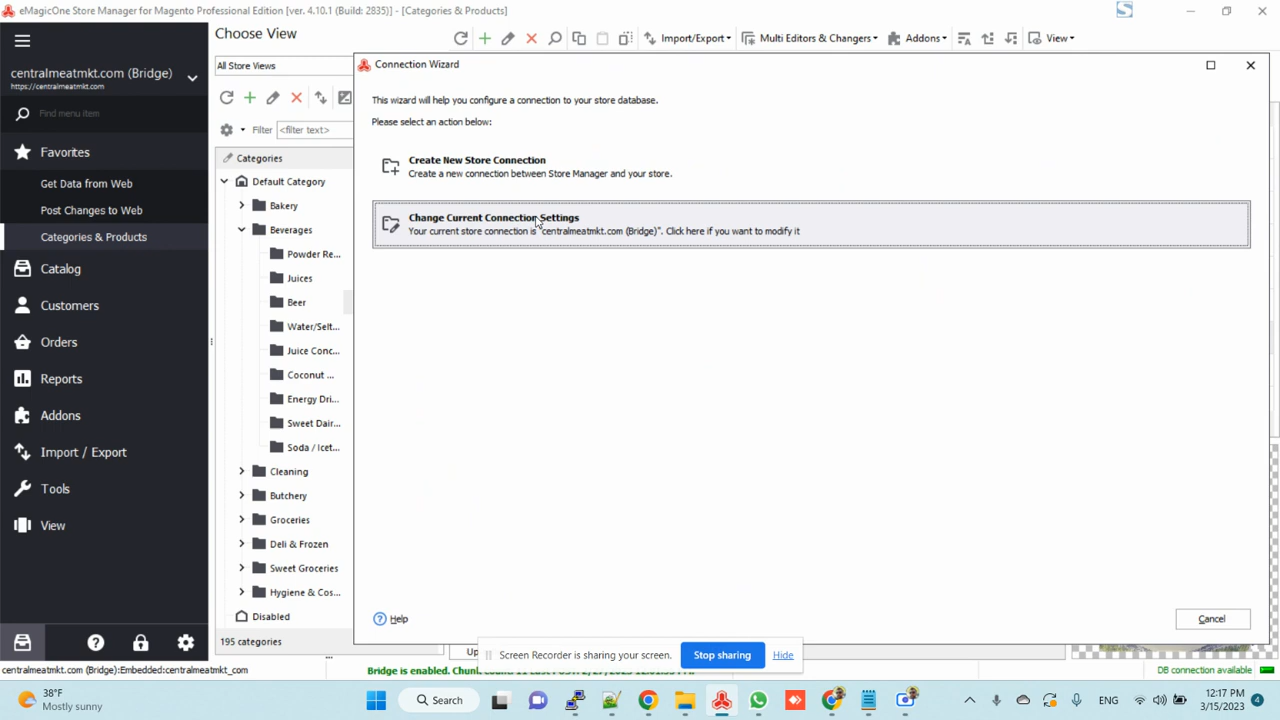 eMagicOne Store Manager for Magento Professional Edition [ver. 4.10.1 (Build: 2835)] - [Categories & Products]
centralmeatmkt.com (Bridge)
https://centralmeatmkt.com
Find menu item
Favorites
Get Data from Web
Post Changes to Web
Categories & Products
Catalog
Customers
Orders
Reports
Addons
Import / Export
Tools
View
Choose View
All Store Views
Import/Export
Multi Editors & Changers
Addons
View
Filter
<filter text>
Categories
Default Category
Bakery
Beverages
Powder Re...
Juices
Beer
Water/Selt...
Juice Conc...
Coconut ...
Energy Dri...
Sweet Dair...
Soda / Icet...
Cleaning
Butchery
Groceries
Deli & Frozen
Sweet Groceries
Hygiene & Cos...
Disabled
195 categories
Connection Wizard
This wizard will help you configure a connection to your store database.
Please select an action below:
Create New Store Connection
Create a new connection between Store Manager and your store.
Change Current Connection Settings
Your current store connection is "centralmeatmkt.com (Bridge)". Click here if you want to modify it
Help
Cancel
Screen Recorder is sharing your screen.
Stop sharing
Hide
centralmeatmkt.com (Bridge):Embedded:centralmeatmkt_com
Bridge is enabled.
DB connection available
38°F
Mostly sunny
Search
ENG
12:17 PM
3/15/2023
4